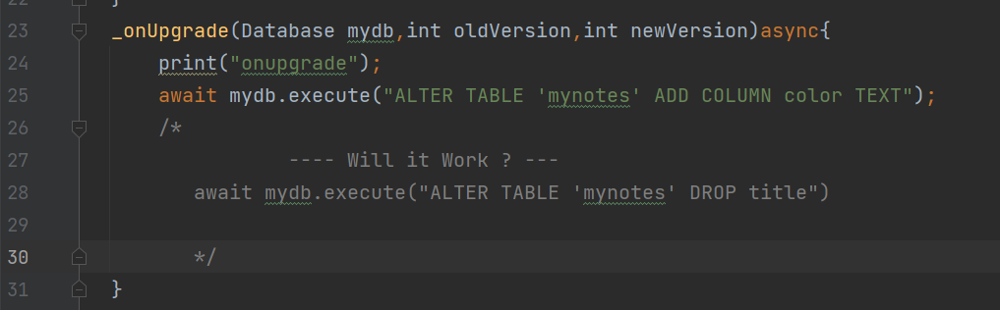 22 }
23 _onUpgrade(Database mydb,int oldVersion,int newVersion)async{
24 print("onupgrade");
25 await mydb.execute("ALTER TABLE 'mynotes' ADD COLUMN color TEXT");
26 /*
27 ---- Will it Work ? ---
28 await mydb.execute("ALTER TABLE 'mynotes' DROP title")
29
30 */
31 }